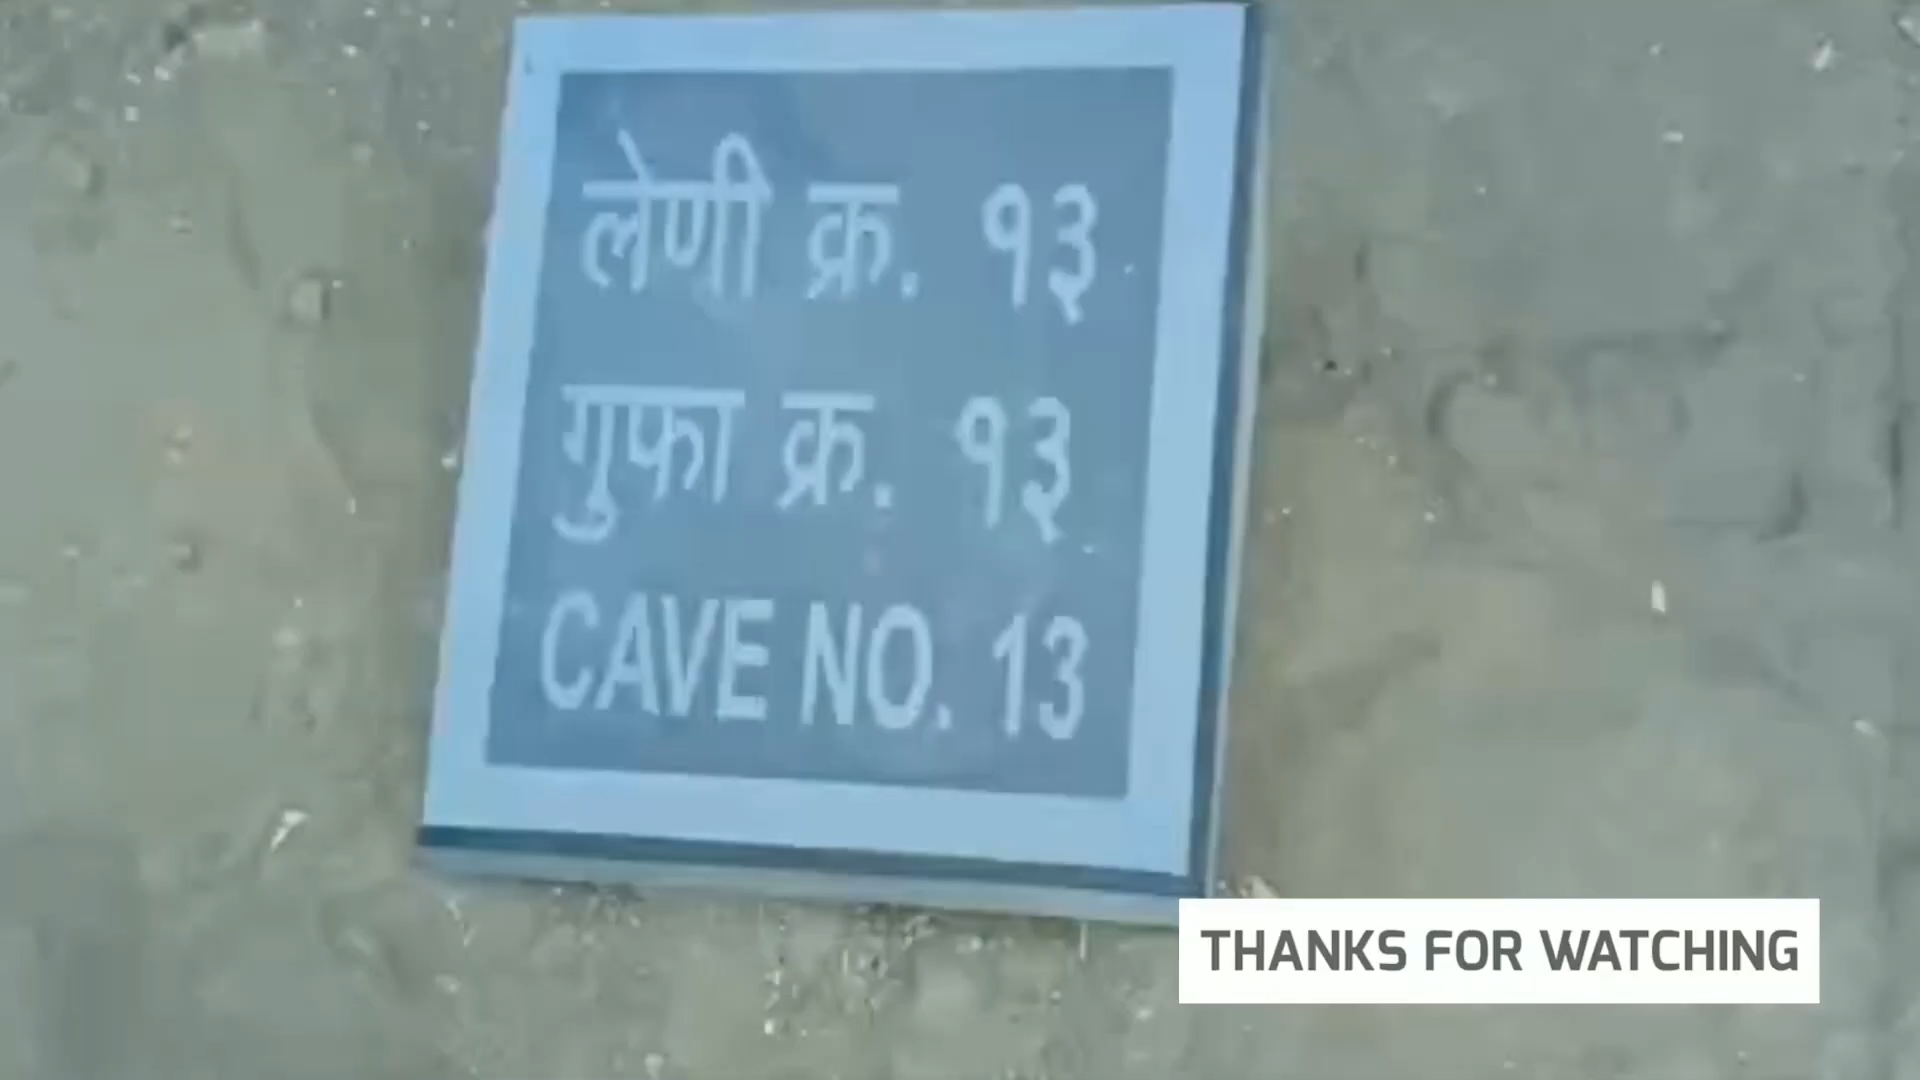 लेणी क्र. १३
गुफा क्र. १३
CAVE NO. 13
THANKS FOR WATCHING